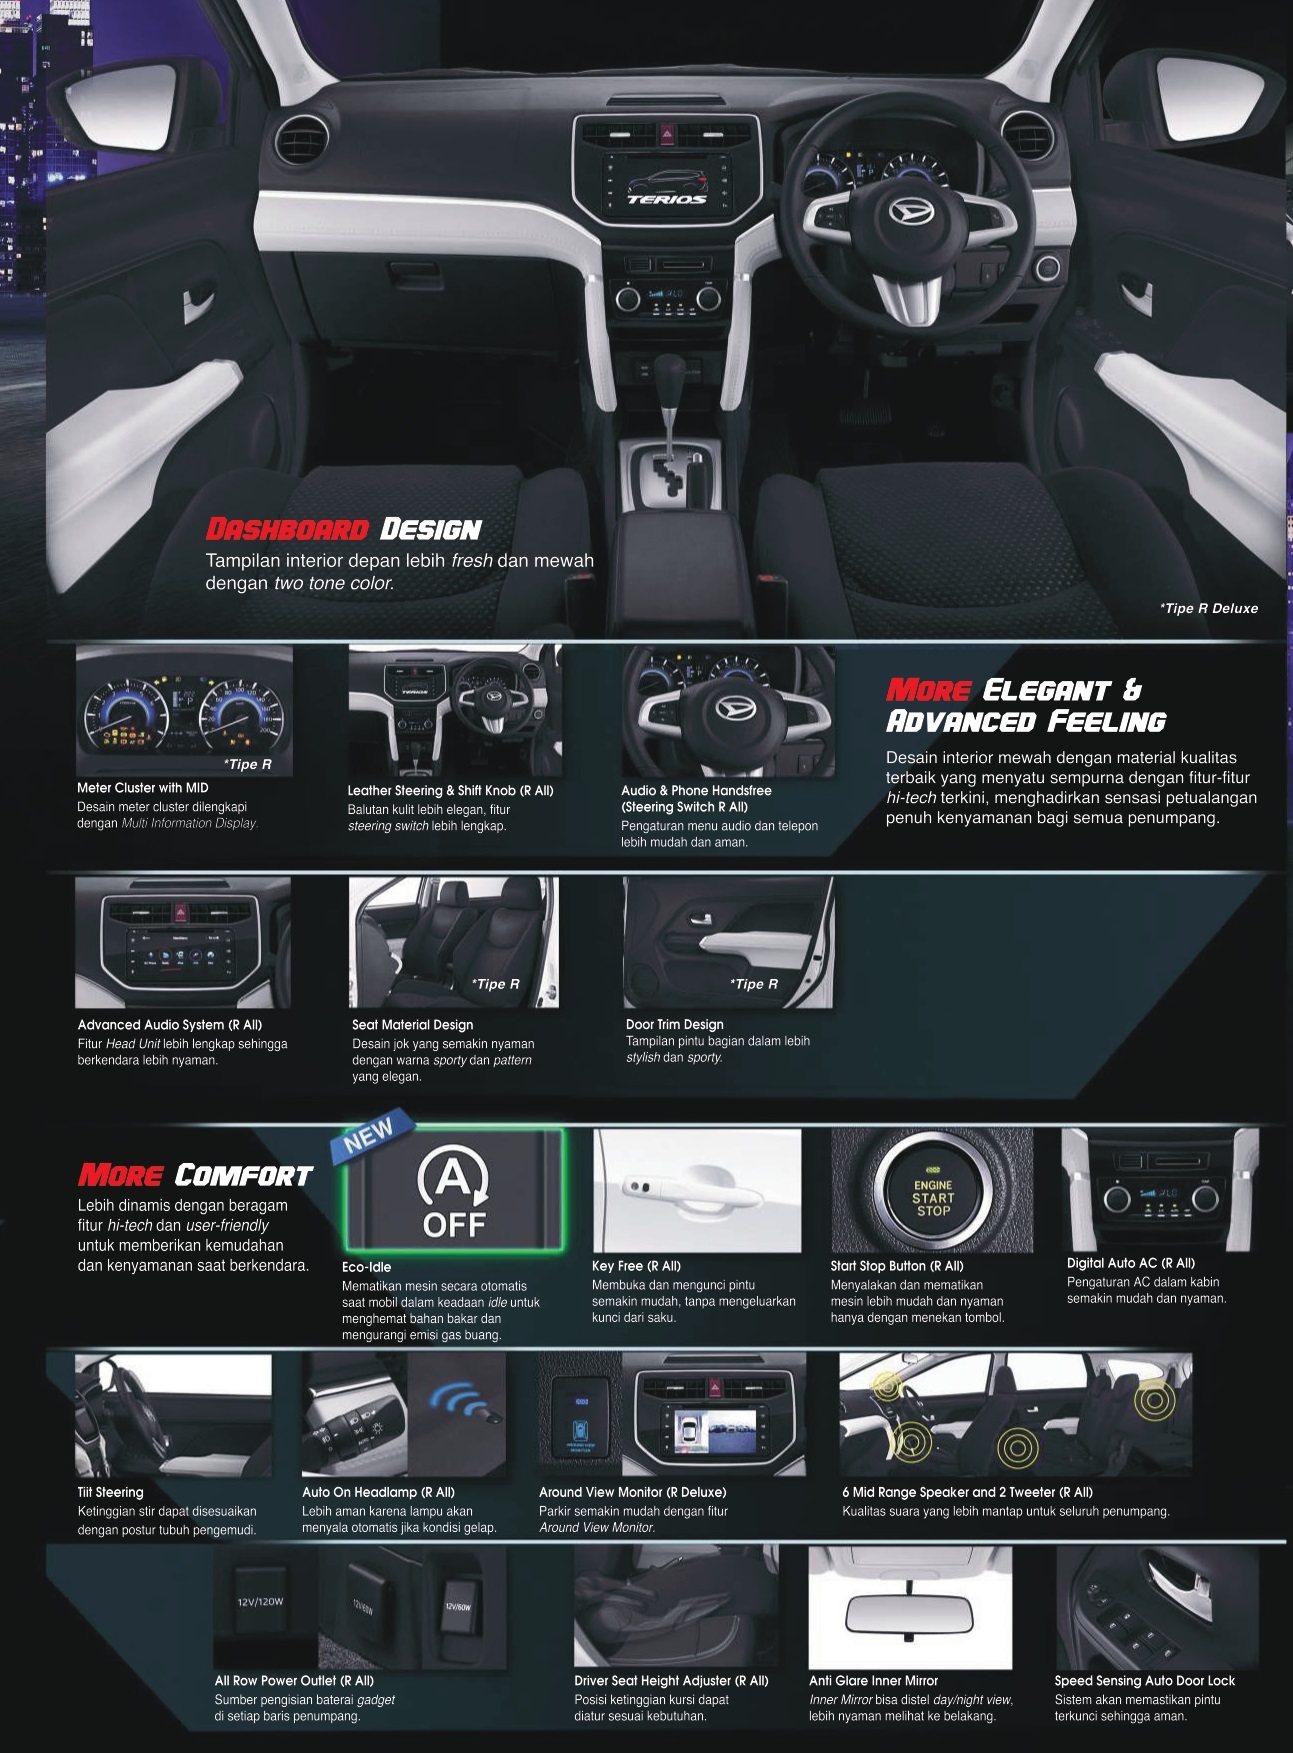 TERIOS
DASHBOARD DESIGN
Tampilan interior depan lebih fresh dan mewah
dengan two tone color.
*Tipe R Deluxe
*Tipe R
Meter Cluster with MID
Desain meter cluster dilengkapi
dengan Multi Information Display.
Leather Steering & Shift Knob (R All)
Balutan kulit lebih elegan, fitur
steering switch lebih lengkap.
Audio & Phone Handsfree
(Steering Switch R All)
Pengaturan menu audio dan telepon
lebih mudah dan aman.
MORE ELEGANT &
ADVANCED FEELING
Desain interior mewah dengan material kualitas
terbaik yang menyatu sempurna dengan fitur-fitur
hi-tech terkini, menghadirkan sensasi petualangan
penuh kenyamanan bagi semua penumpang.
Advanced Audio System (R All)
Fitur Head Unit lebih lengkap sehingga
berkendara lebih nyaman.
*Tipe R
Seat Material Design
Desain jok yang semakin nyaman
dengan warna sporty dan pattern
yang elegan.
*Tipe R
Door Trim Design
Tampilan pintu bagian dalam lebih
stylish dan sporty.
MORE COMFORT
Lebih dinamis dengan beragam
fitur hi-tech dan user-friendly
untuk memberikan kemudahan
dan kenyamanan saat berkendara.
NEW
A
OFF
Eco-Idle
Mematikan mesin secara otomatis
saat mobil dalam keadaan idle untuk
menghemat bahan bakar dan
mengurangi emisi gas buang.
Key Free (R All)
Membuka dan mengunci pintu
semakin mudah, tanpa mengeluarkan
kunci dari saku.
ENGINE
START
STOP
Start Stop Button (R All)
Menyalakan dan mematikan
mesin lebih mudah dan nyaman
hanya dengan menekan tombol.
Digital Auto AC (R All)
Pengaturan AC dalam kabin
semakin mudah dan nyaman.
Tilt Steering
Ketinggian stir dapat disesuaikan
dengan postur tubuh pengemudi.
Auto On Headlamp (R All)
Lebih aman karena lampu akan
menyala otomatis jika kondisi gelap.
Around View Monitor (R Deluxe)
Parkir semakin mudah dengan fitur
Around View Monitor.
6 Mid Range Speaker and 2 Tweeter (R All)
Kualitas suara yang lebih mantap untuk seluruh penumpang.
12V/120W
12V/60W
12V/60W
All Row Power Outlet (R All)
Sumber pengisian baterai gadget
di setiap baris penumpang.
Driver Seat Height Adjuster (R All)
Posisi ketinggian kursi dapat
diatur sesuai kebutuhan.
Anti Glare Inner Mirror
Inner Mirror bisa distel day/night view,
lebih nyaman melihat ke belakang.
Speed Sensing Auto Door Lock
Sistem akan memastikan pintu
terkunci sehingga aman.